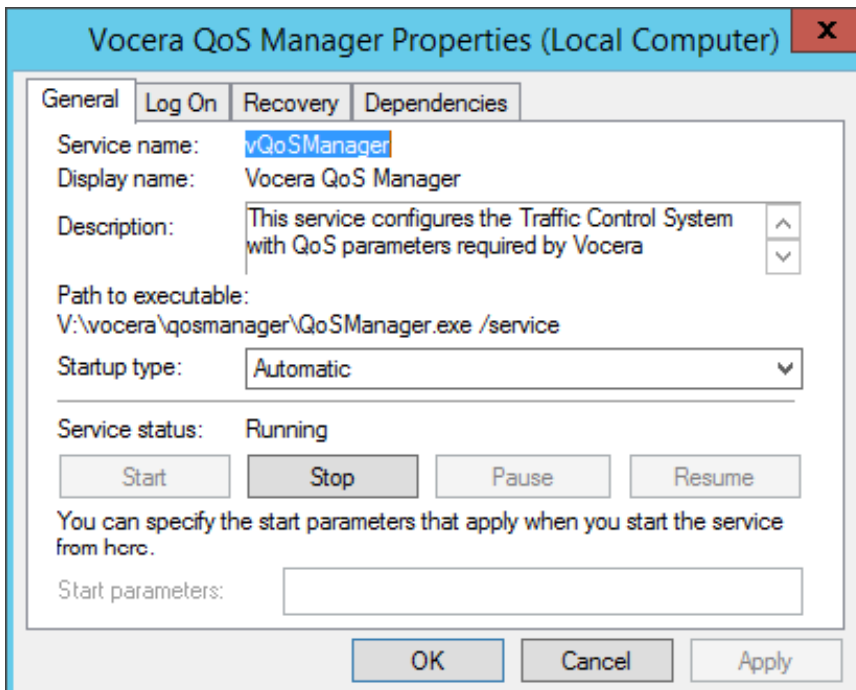 Vocera QoS Manager Properties (Local Computer) x
General Log On Recovery Dependencies
Service name: vQoSManager
Display name: Vocera QoS Manager
Description: This service configures the Traffic Control System
with QoS parameters required by Vocera
Path to executable:
V:\vocera\qosmanager\QoSManager.exe /service
Startup type: Automatic
Service status: Running
Start Stop Pause Resume
You can specify the start parameters that apply when you start the service
from here.
Start parameters:
OK Cancel Apply